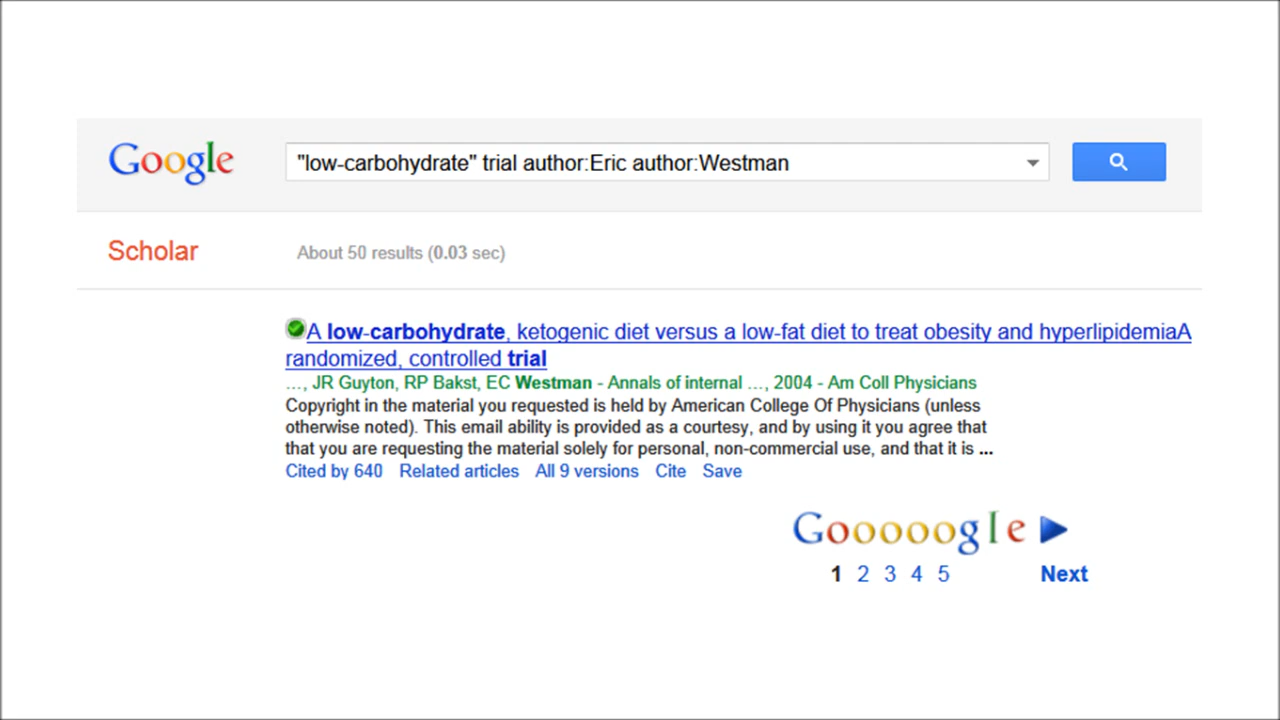 Google
"low-carbohydrate" trial author:Eric author:Westman
Scholar
About 50 results (0.03 sec)
A low-carbohydrate, ketogenic diet versus a low-fat diet to treat obesity and hyperlipidemiaA
randomized, controlled trial
..., JR Guyton, RP Bakst, EC Westman - Annals of internal ..., 2004 - Am Coll Physicians
Copyright in the material you requested is held by American College Of Physicians (unless
otherwise noted). This email ability is provided as a courtesy, and by using it you agree that
that you are requesting the material solely for personal, non-commercial use, and that it is ...
Cited by 640 Related articles All 9 versions Cite Save
Gooooogle
1 2 3 4 5 Next